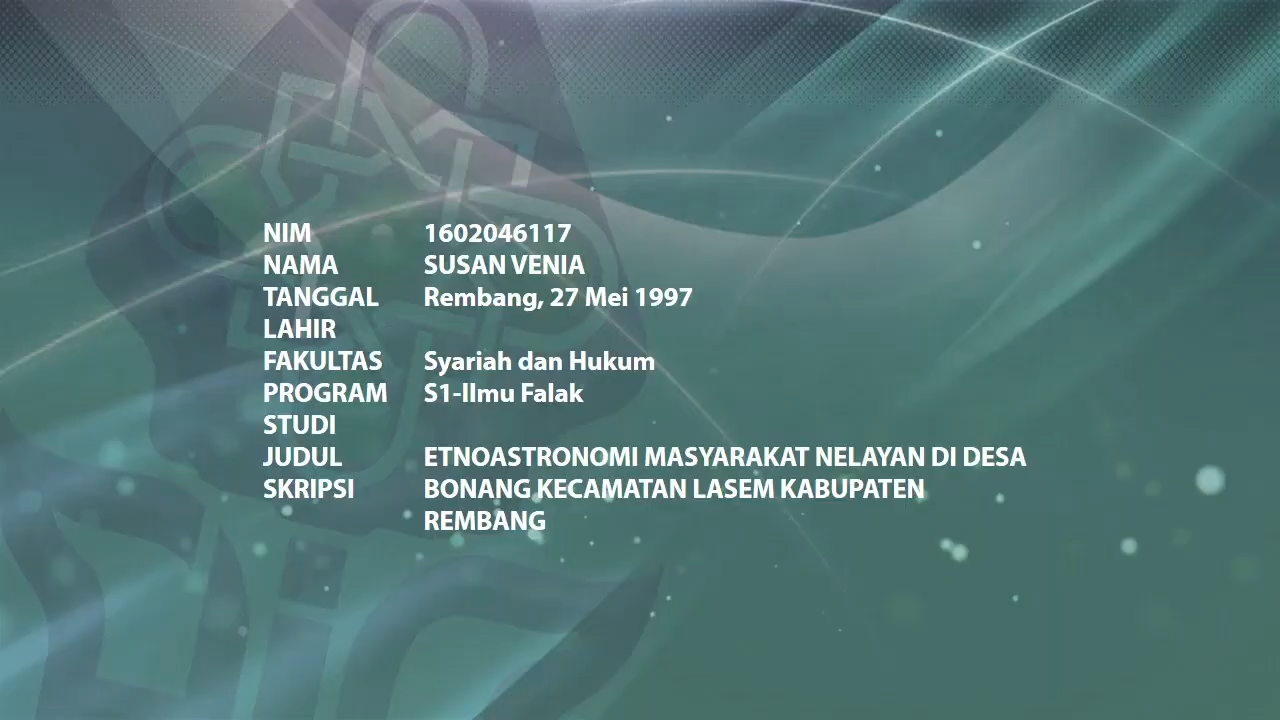 NIM 1602046117
NAMA SUSAN VENIA
TANGGAL Rembang, 27 Mei 1997
LAHIR
FAKULTAS Syariah dan Hukum
PROGRAM S1-Ilmu Falak
STUDI
JUDUL ETNOASTRONOMI MASYARAKAT NELAYAN DI DESA
SKRIPSI BONANG KECAMATAN LASEM KABUPATEN
REMBANG